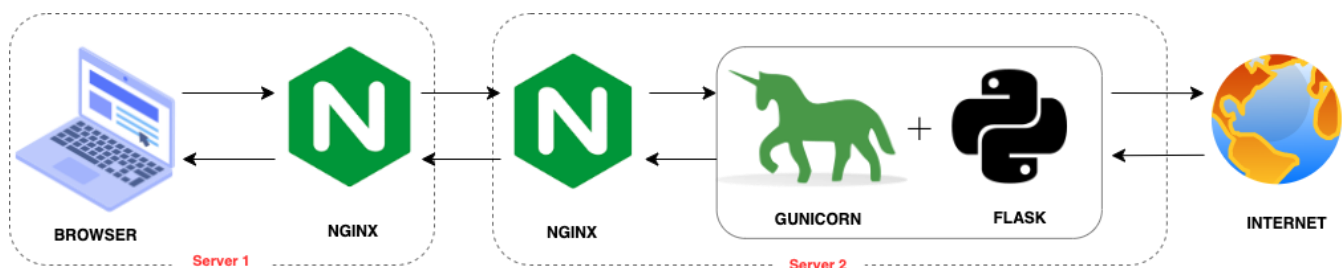 BROWSER
NGINX
Server 1
NGINX
GUNICORN
+
FLASK
Server 2
INTERNET